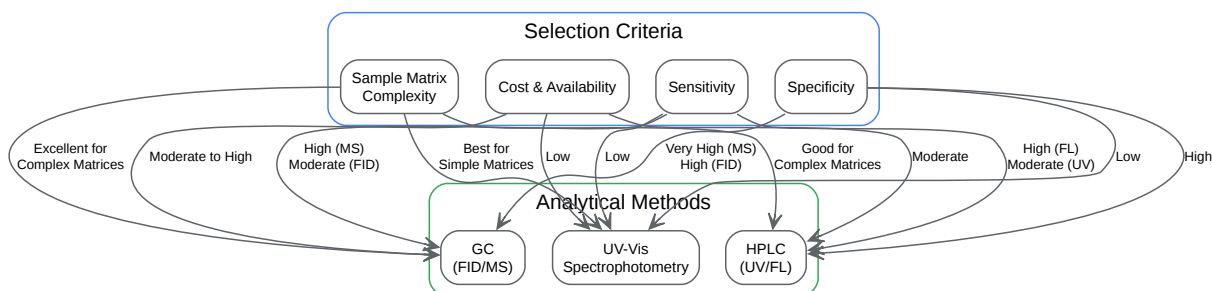 Selection Criteria
Sample Matrix
Complexity
Cost & Availability
Sensitivity
Specificity
Excellent for
Complex Matrices
Moderate to High
High (MS)
Moderate (FID)
Best for
Simple Matrices
Low
Low
Very High (MS)
High (FID)
Good for
Complex Matrices
Moderate
High (FL)
Moderate (UV)
Low
High
Analytical Methods
GC
(FID/MS)
UV-Vis
Spectrophotometry
HPLC
(UV/FL)